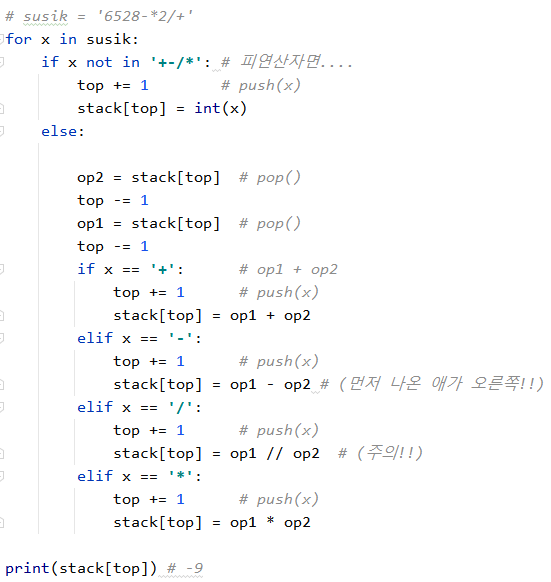 # susik = '6528-*2/+'
for x in susik:
    if x not in '+-/*': # 피연산자면....
        top += 1        # push(x)
        stack[top] = int(x)
    else:
        op2 = stack[top]  # pop()
        top -= 1
        op1 = stack[top]  # pop()
        top -= 1
        if x == '+':      # op1 + op2
            top += 1      # push(x)
            stack[top] = op1 + op2
        elif x == '-':
            top += 1      # push(x)
            stack[top] = op1 - op2 # (먼저 나온 애가 오른쪽!!)
        elif x == '/':
            top += 1      # push(x)
            stack[top] = op1 // op2  # (주의!!)
        elif x == '*':
            top += 1      # push(x)
            stack[top] = op1 * op2
print(stack[top]) # -9